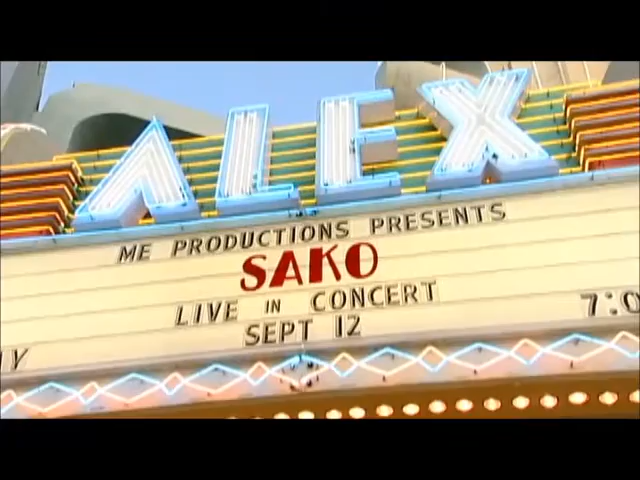 ALEX
ME PRODUCTIONS PRESENTS
SAKO
LIVE IN CONCERT
SEPT 12